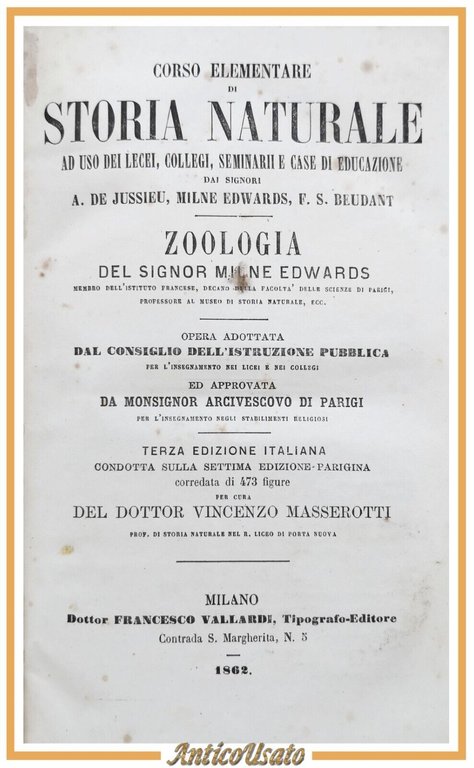 CORSO ELEMENTARE
DI
STORIA NATURALE
AD USO DEI LECEI, COLLEGI, SEMINARII E CASE DI EDUCAZIONE
DAI SIGNORI
A. DE JUSSIEU, MILNE EDWARDS, F. S. BEUDANT
ZOOLOGIA
DEL SIGNOR MILNE EDWARDS
MEMBRO DELL'ISTITUTO FRANCESE, DECANO DELLA FACOLTA' DELLE SCIENZE DI PARIGI,
PROFESSORE AL MUSEO DI STORIA NATURALE, ECC.
OPERA ADOTTATA
DAL CONSIGLIO DELL'ISTRUZIONE PUBBLICA
PER L'INSEGNAMENTO NEI LICEI E NEI COLLEGI
ED APPROVATA
DA MONSIGNOR ARCIVESCOVO DI PARIGI
PER L'INSEGNAMENTO NEGLI STABILIMENTI RELIGIOSI
TERZA EDIZIONE ITALIANA
CONDOTTA SULLA SETTIMA EDIZIONE PARIGINA
corredata di 473 figure
PER CURA
DEL DOTTOR VINCENZO MASSEROTTI
PROF. DI STORIA NATURALE NEL R. LICEO DI PORTA NUOVA
MILANO
Dottor FRANCESCO VALLARDI, Tipografo-Editore
Contrada S. Margherita, N. 5
1862.
AnticoUsato